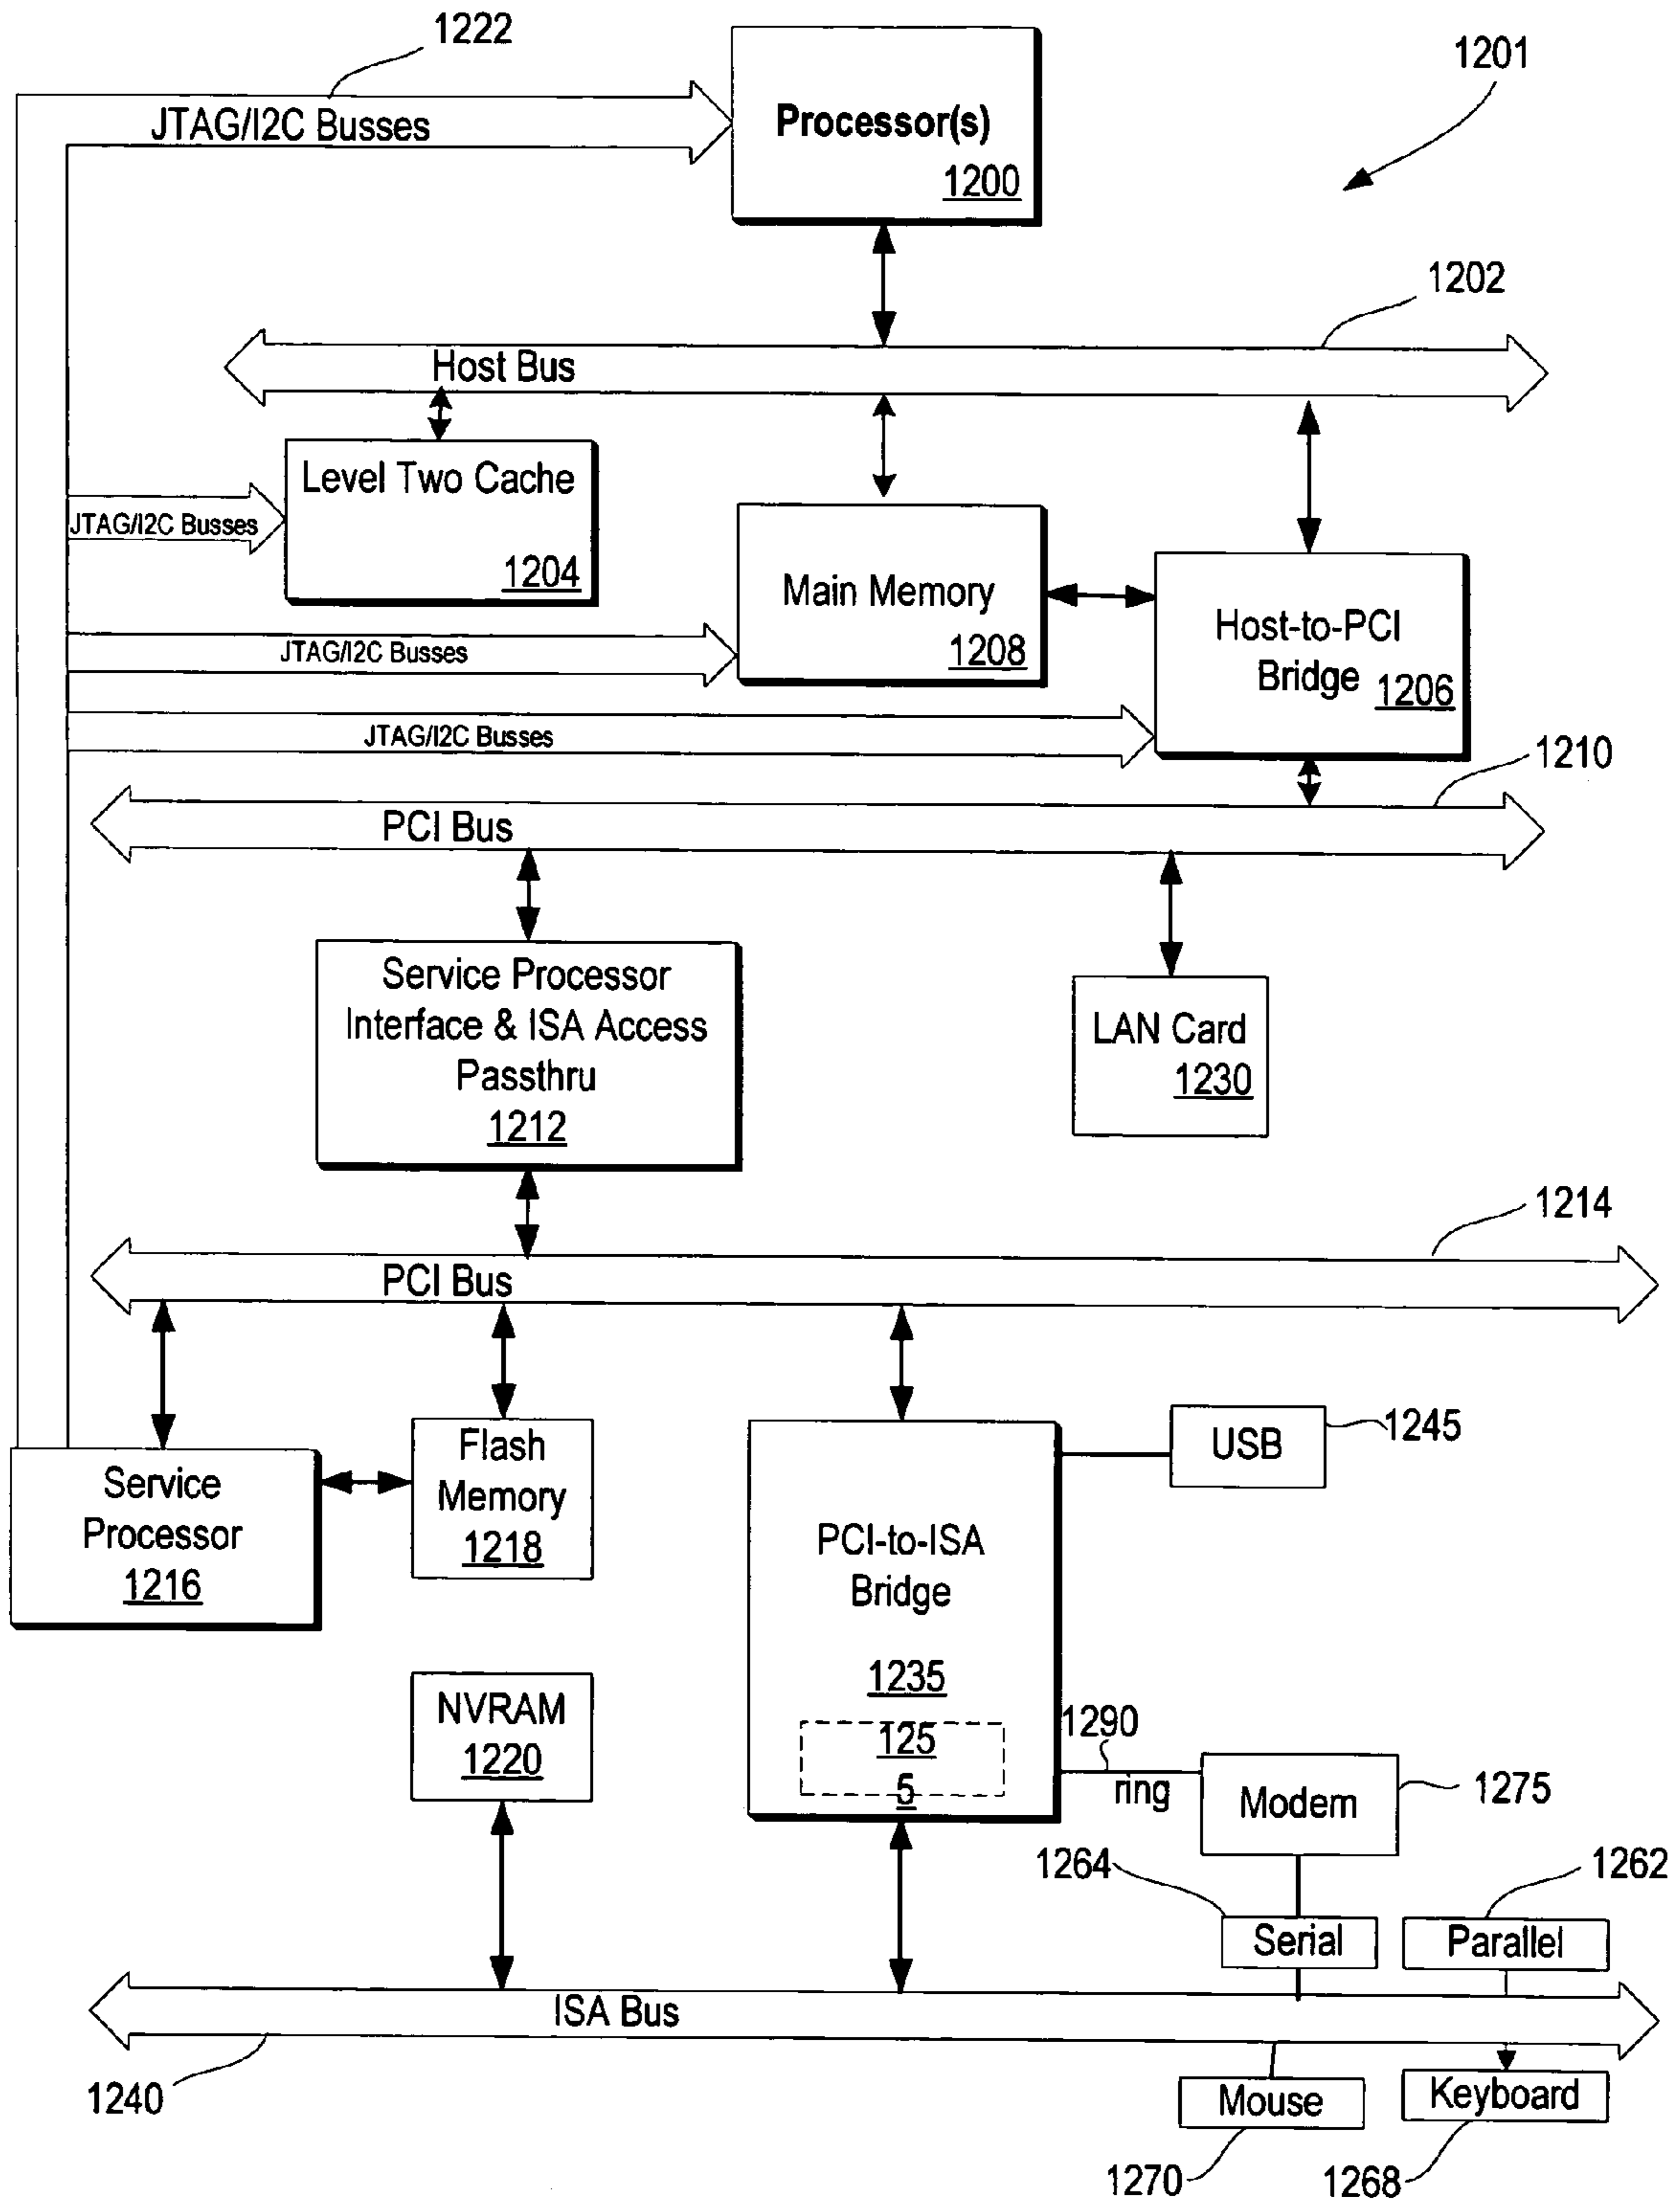 1222
1201
JTAG/I2C Busses
Processor(s)
1200
1202
Host Bus
Level Two Cache
1204
JTAG/I2C Busses
Main Memory
1208
Host-to-PCI
Bridge 1206
JTAG/I2C Busses
JTAG/I2C Busses
1210
PCI Bus
Service Processor
Interface & ISA Access
Passthru
1212
LAN Card
1230
1214
PCI Bus
Service
Processor
1216
Flash
Memory
1218
PCI-to-ISA
Bridge
1235
125
5
USB
1245
NVRAM
1220
1290
ring
Modem
1275
1264
1262
Serial
Parallel
ISA Bus
1240
Mouse
Keyboard
1270
1268